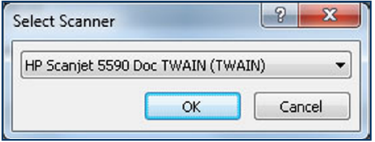 Select Scanner
HP Scanjet 5590 Doc TWAIN (TWAIN)
OK Cancel